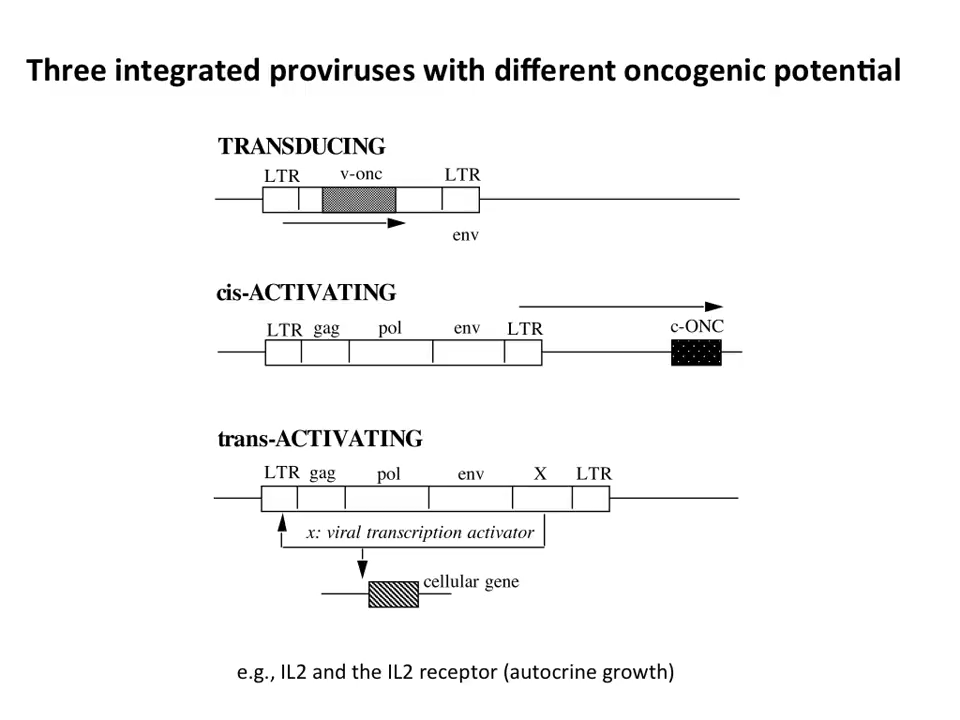 Three integrated proviruses with different oncogenic potential
TRANSDUCING
LTR v-onc LTR
env
cis-ACTIVATING
LTR gag pol env LTR c-ONC
trans-ACTIVATING
LTR gag pol env X LTR
x: viral transcription activator
cellular gene
e.g., IL2 and the IL2 receptor (autocrine growth)